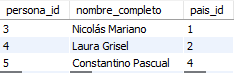 persona_id nombre_completo pais_id
3 Nicolás Mariano 1
4 Laura Grisel 2
5 Constantino Pascual 4